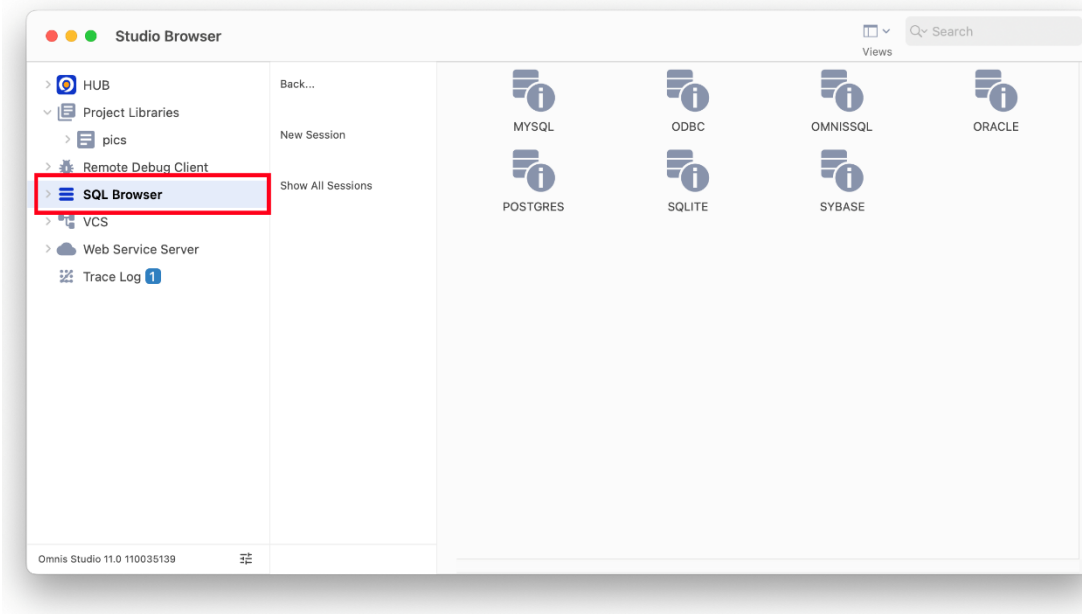 Studio Browser
Views
Search
HUB
Project Libraries
pics
Remote Debug Client
SQL Browser
VCS
Web Service Server
Trace Log 1
Omnis Studio 11.0 110035139
Back...
New Session
Show All Sessions
MYSQL
ODBC
OMNISSQL
ORACLE
POSTGRES
SQLITE
SYBASE